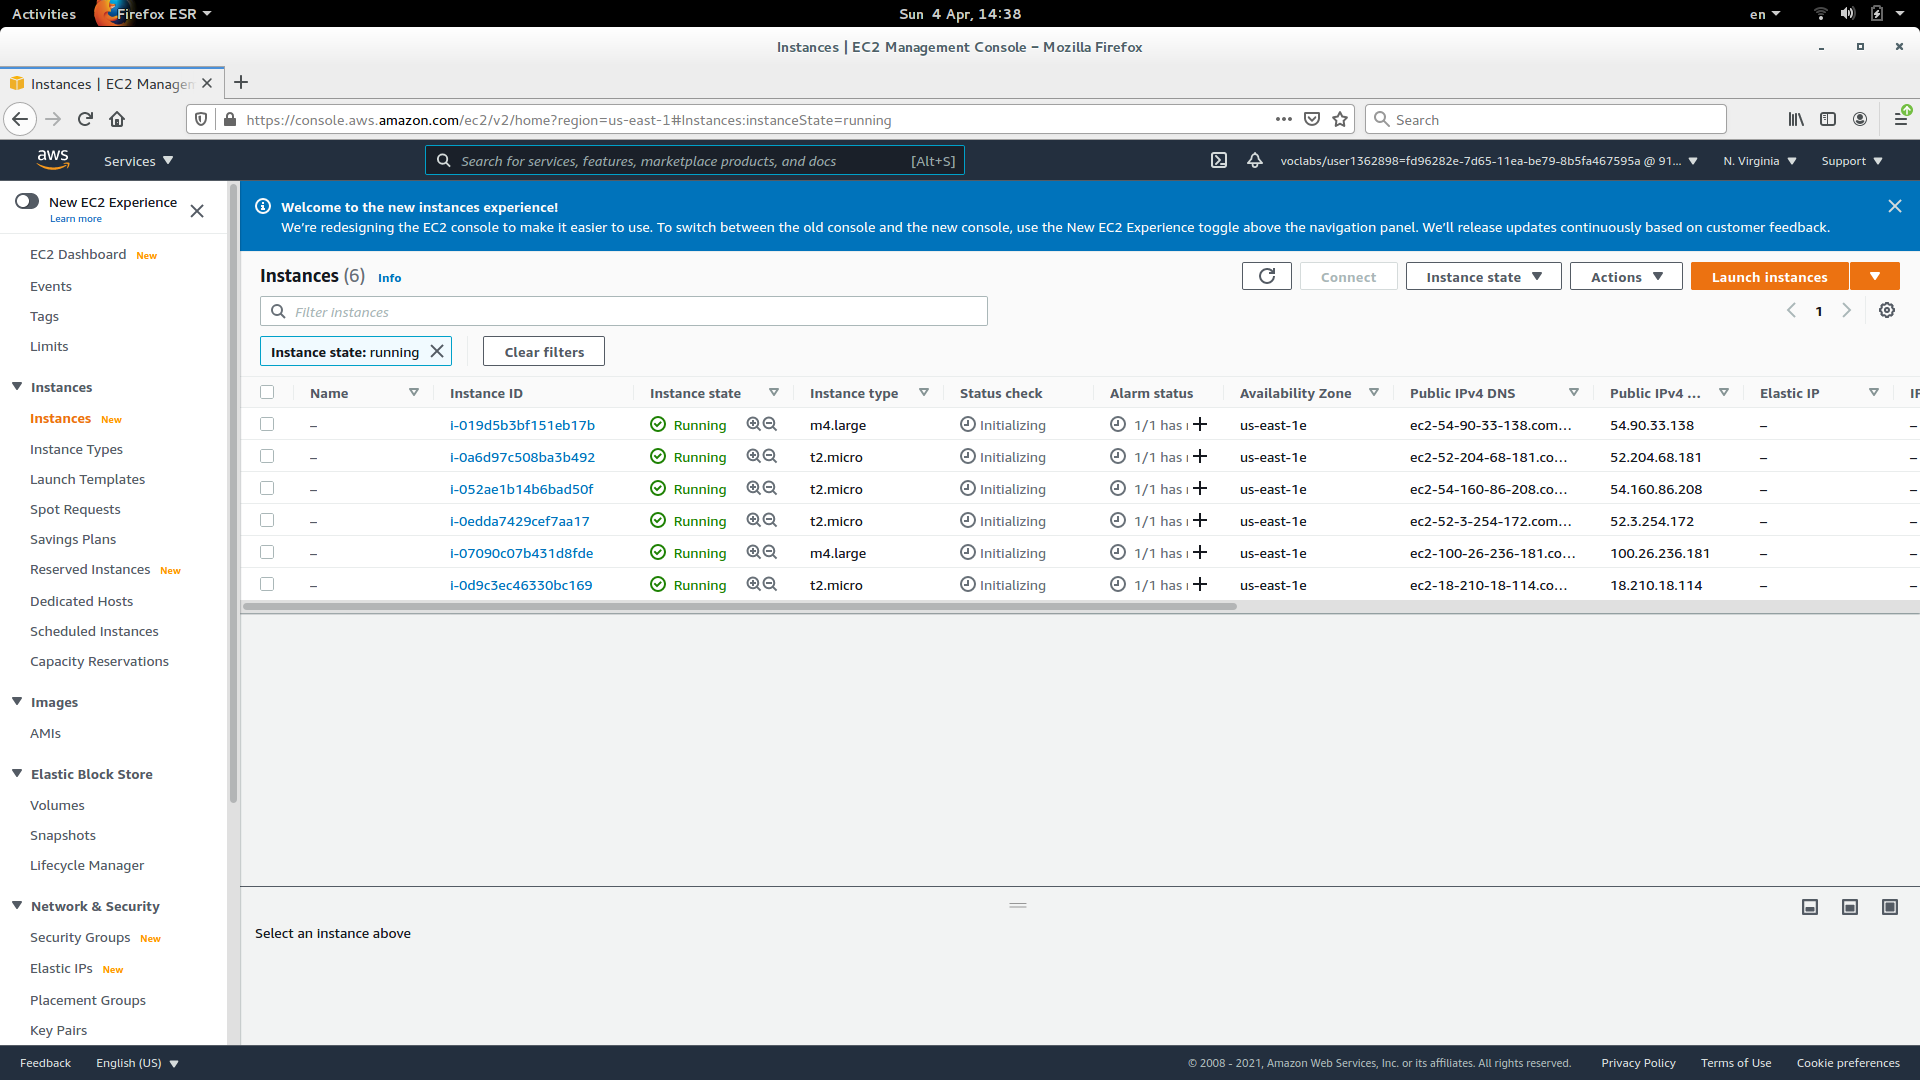 Activities Firefox ESR Sun 4 Apr, 14:38 en
Instances | EC2 Management Console - Mozilla Firefox
Instances | EC2 Manager
https://console.aws.amazon.com/ec2/v2/home?region=us-east-1#Instances:instanceState=running Search
aws Services Search for services, features, marketplace products, and docs [Alt+S] voclabs/user1362898=fd96282e-7d65-11ea-be79-8b5fa467595a @ 91... N. Virginia Support
New EC2 Experience
Learn more
EC2 Dashboard New
Events
Tags
Limits
Instances
Instances New
Instance Types
Launch Templates
Spot Requests
Savings Plans
Reserved Instances New
Dedicated Hosts
Scheduled Instances
Capacity Reservations
Images
AMIs
Elastic Block Store
Volumes
Snapshots
Lifecycle Manager
Network & Security
Security Groups New
Elastic IPs New
Placement Groups
Key Pairs
Welcome to the new instances experience!
We're redesigning the EC2 console to make it easier to use. To switch between the old console and the new console, use the New EC2 Experience toggle above the navigation panel. We'll release updates continuously based on customer feedback.
Instances (6) Info Connect Instance state Actions Launch instances
Filter instances 1
Instance state: running Clear filters
Name Instance ID Instance state Instance type Status check Alarm status Availability Zone Public IPv4 DNS Public IPv4 ... Elastic IP IP
– i-019d5b3bf151eb17b Running m4.large Initializing 1/1 has us-east-1e ec2-54-90-33-138.com... 54.90.33.138 – –
– i-0a6d97c508ba3b492 Running t2.micro Initializing 1/1 has us-east-1e ec2-52-204-68-181.co... 52.204.68.181 – –
– i-052ae1b14b6bad50f Running t2.micro Initializing 1/1 has us-east-1e ec2-54-160-86-208.co... 54.160.86.208 – –
– i-0edda7429cef7aa17 Running t2.micro Initializing 1/1 has us-east-1e ec2-52-3-254-172.com... 52.3.254.172 – –
– i-07090c07b431d8fde Running m4.large Initializing 1/1 has us-east-1e ec2-100-26-236-181.co... 100.26.236.181 – –
– i-0d9c3ec46330bc169 Running t2.micro Initializing 1/1 has us-east-1e ec2-18-210-18-114.co... 18.210.18.114 – –
Select an instance above
Feedback English (US) © 2008 - 2021, Amazon Web Services, Inc. or its affiliates. All rights reserved. Privacy Policy Terms of Use Cookie preferences